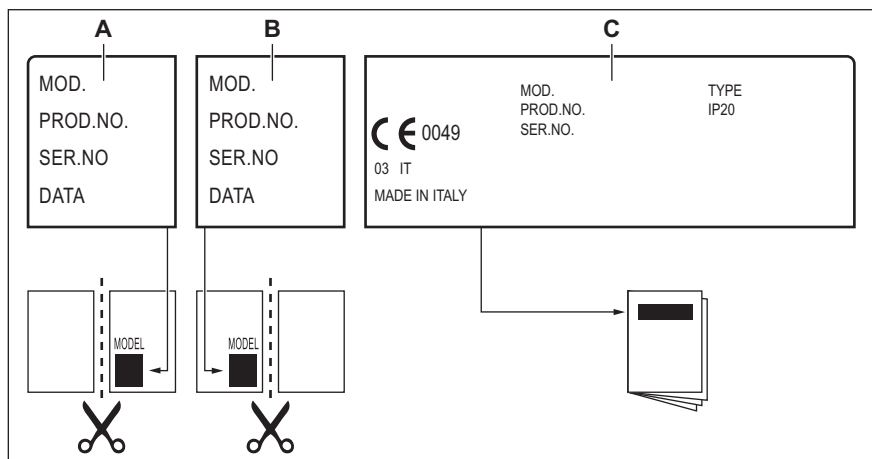 A
B
C
MOD.
PROD.NO.
SER.NO
DATA
MOD.
PROD.NO.
SER.NO
DATA
MOD.
PROD.NO.
SER.NO.
TYPE
IP20
CE 0049
03 IT
MADE IN ITALY
MODEL
MODEL